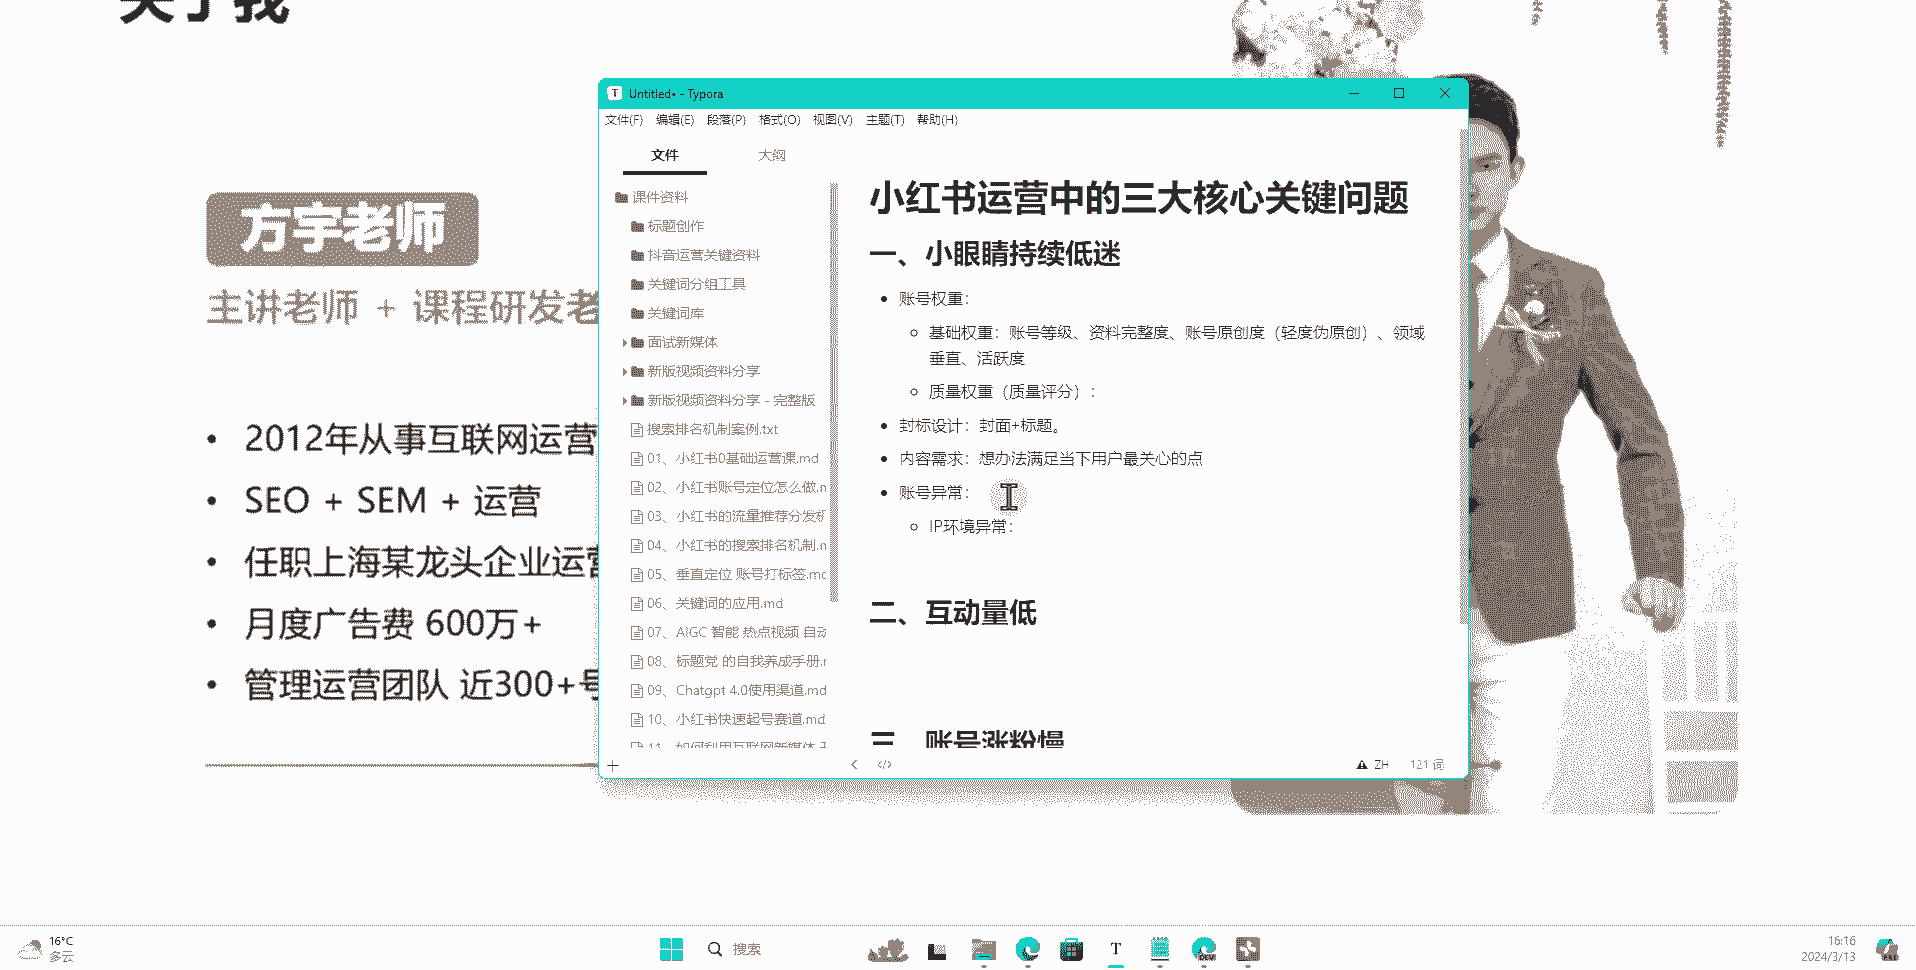 关于我
方宇老师
主讲老师 + 课程研发老
2012年从事互联网运营
SEO + SEM + 运营
任职上海某龙头企业运营
月度广告费 600万+
管理运营团队 近300+号
Untitled• - Typora
文件(F) 编辑(E) 段落(P) 格式(O) 视图(V) 主题(T) 帮助(H)
文件 大纲
课件资料
标题创作
抖音运营关键资料
关键词分组工具
关键词库
面试新媒体
新版视频资料分享
新版视频资料分享 - 完整版
搜索排名机制案例.txt
01、小红书0基础运营课.md
02、小红书账号定位怎么做.m
03、小红书的流量推荐分发机
04、小红书的搜索排名机制.m
05、垂直定位 账号打标签.md
06、关键词的应用.md
07、AIGC 智能 热点视频 自动
08、标题党 的自我养成手册.m
09、Chatgpt 4.0使用渠道.md
10、小红书快速起号赛道.md
11、如何利用互联网新媒体
小红书运营中的三大核心关键问题
一、小眼睛持续低迷
账号权重：
基础权重：账号等级、资料完整度、账号原创度（轻度伪原创）、领域
垂直、活跃度
质量权重（质量评分）：
封标设计：封面+标题。
内容需求：想办法满足当下用户最关心的点
账号异常：
IP环境异常：
二、互动量低
三、账号涨粉慢
ZH 121 词
16°C
多云
搜索
T
DEV
16:16
2024/3/13
PRE